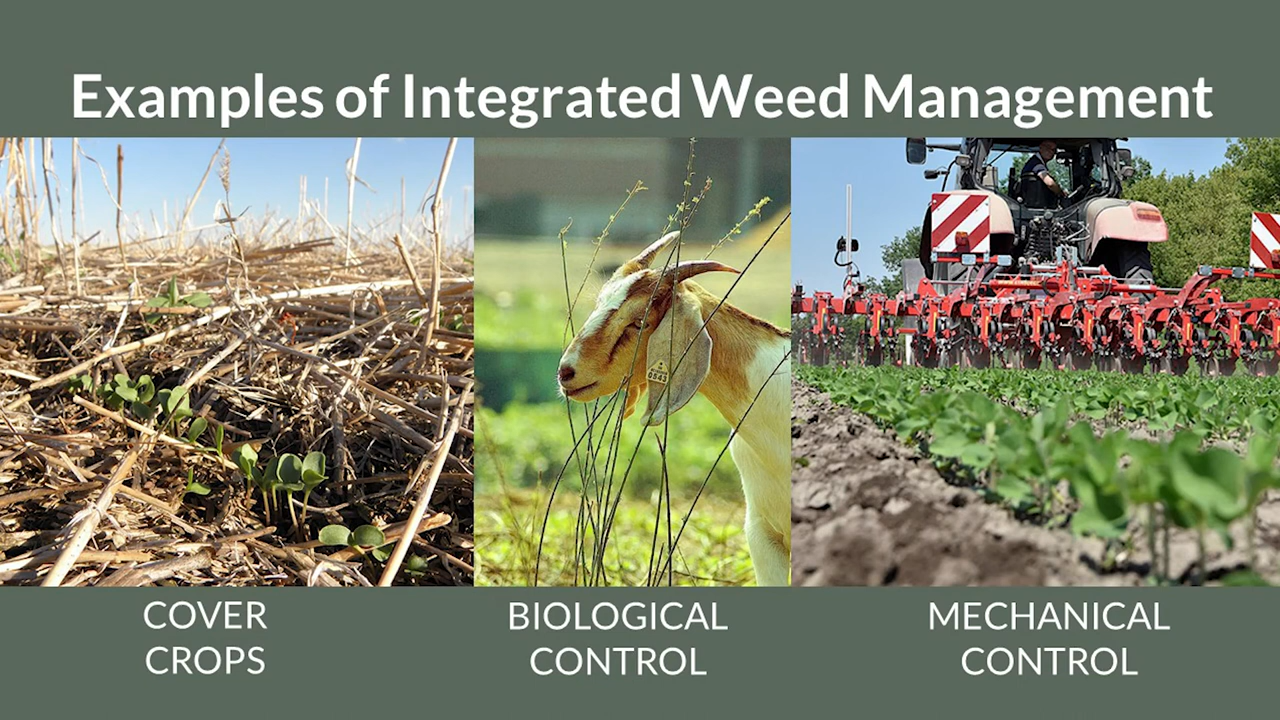 Examples of Integrated Weed Management
COVER
CROPS
BIOLOGICAL
CONTROL
MECHANICAL
CONTROL